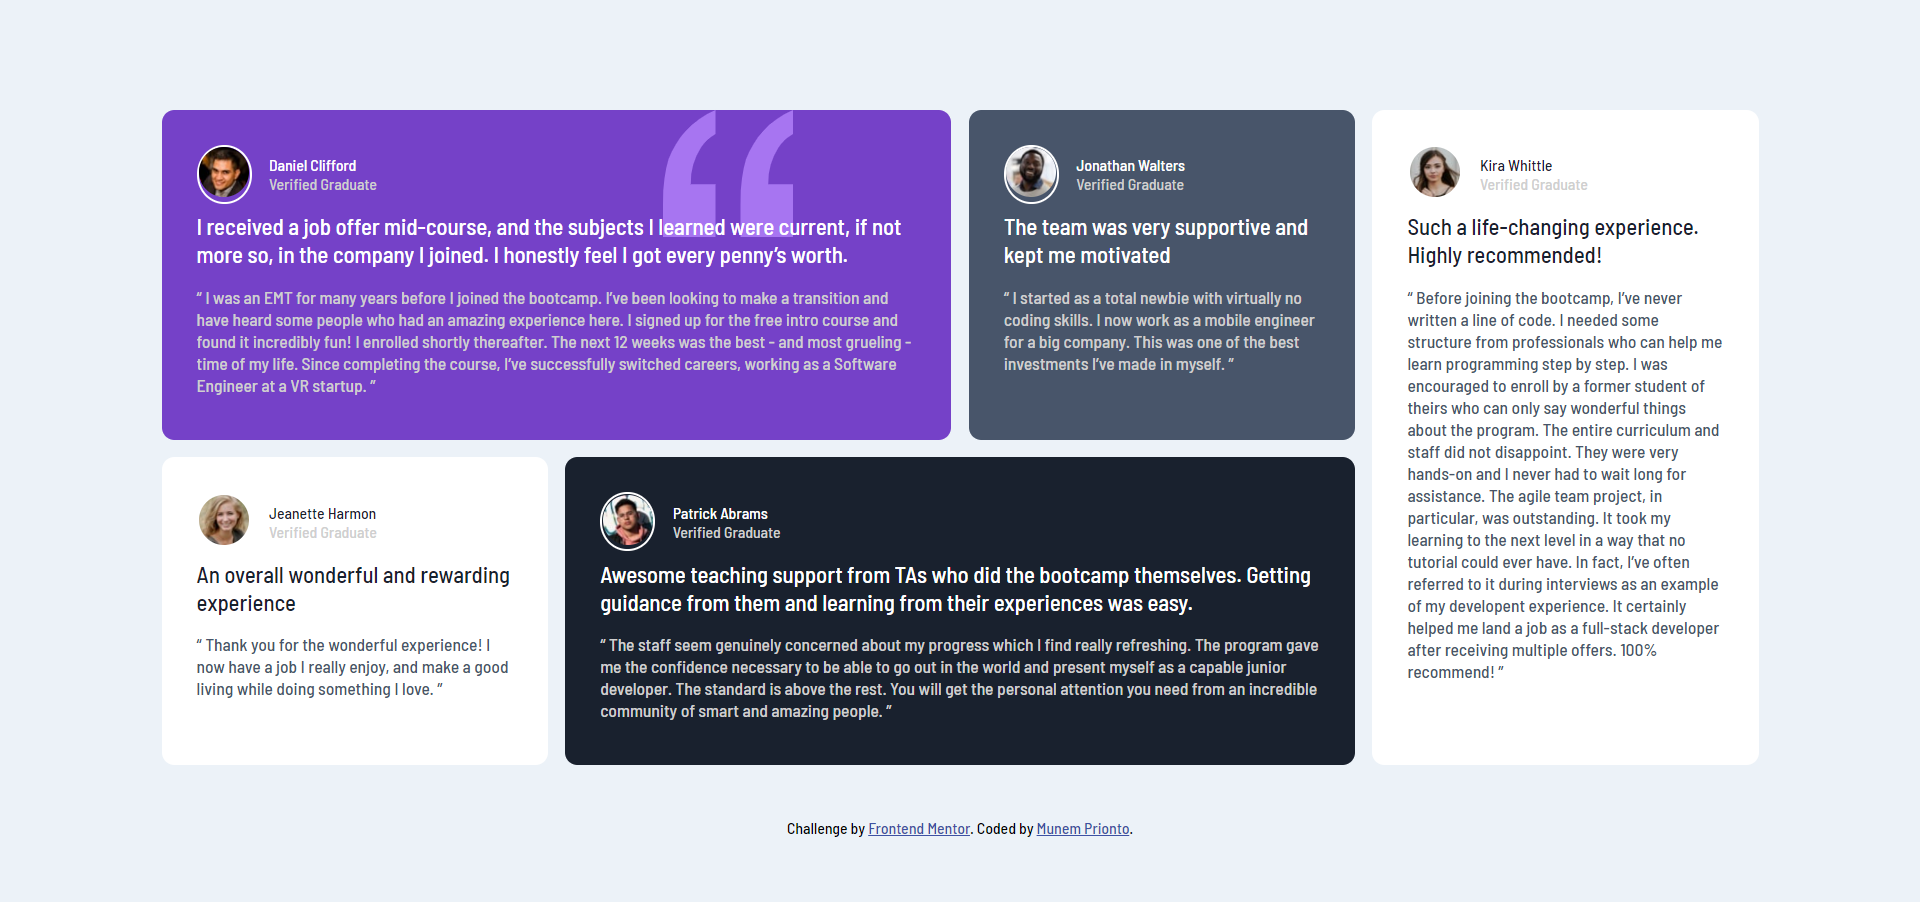 Daniel Clifford
Verified Graduate
I received a job offer mid-course, and the subjects I learned were current, if not
more so, in the company I joined. I honestly feel I got every penny’s worth.
“ I was an EMT for many years before I joined the bootcamp. I’ve been looking to make a transition and
have heard some people who had an amazing experience here. I signed up for the free intro course and
found it incredibly fun! I enrolled shortly thereafter. The next 12 weeks was the best - and most grueling -
time of my life. Since completing the course, I’ve successfully switched careers, working as a Software
Engineer at a VR startup. ”
Jonathan Walters
Verified Graduate
The team was very supportive and
kept me motivated
“ I started as a total newbie with virtually no
coding skills. I now work as a mobile engineer
for a big company. This was one of the best
investments I’ve made in myself. ”
Kira Whittle
Verified Graduate
Such a life-changing experience.
Highly recommended!
“ Before joining the bootcamp, I’ve never
written a line of code. I needed some
structure from professionals who can help me
learn programming step by step. I was
encouraged to enroll by a former student of
theirs who can only say wonderful things
about the program. The entire curriculum and
staff did not disappoint. They were very
hands-on and I never had to wait long for
assistance. The agile team project, in
particular, was outstanding. It took my
learning to the next level in a way that no
tutorial could ever have. In fact, I’ve often
referred to it during interviews as an example
of my developent experience. It certainly
helped me land a job as a full-stack developer
after receiving multiple offers. 100%
recommend! ”
Jeanette Harmon
Verified Graduate
An overall wonderful and rewarding
experience
“ Thank you for the wonderful experience! I
now have a job I really enjoy, and make a good
living while doing something I love. ”
Patrick Abrams
Verified Graduate
Awesome teaching support from TAs who did the bootcamp themselves. Getting
guidance from them and learning from their experiences was easy.
“ The staff seem genuinely concerned about my progress which I find really refreshing. The program gave
me the confidence necessary to be able to go out in the world and present myself as a capable junior
developer. The standard is above the rest. You will get the personal attention you need from an incredible
community of smart and amazing people. ”
Challenge by Frontend Mentor. Coded by Munem Prionto.